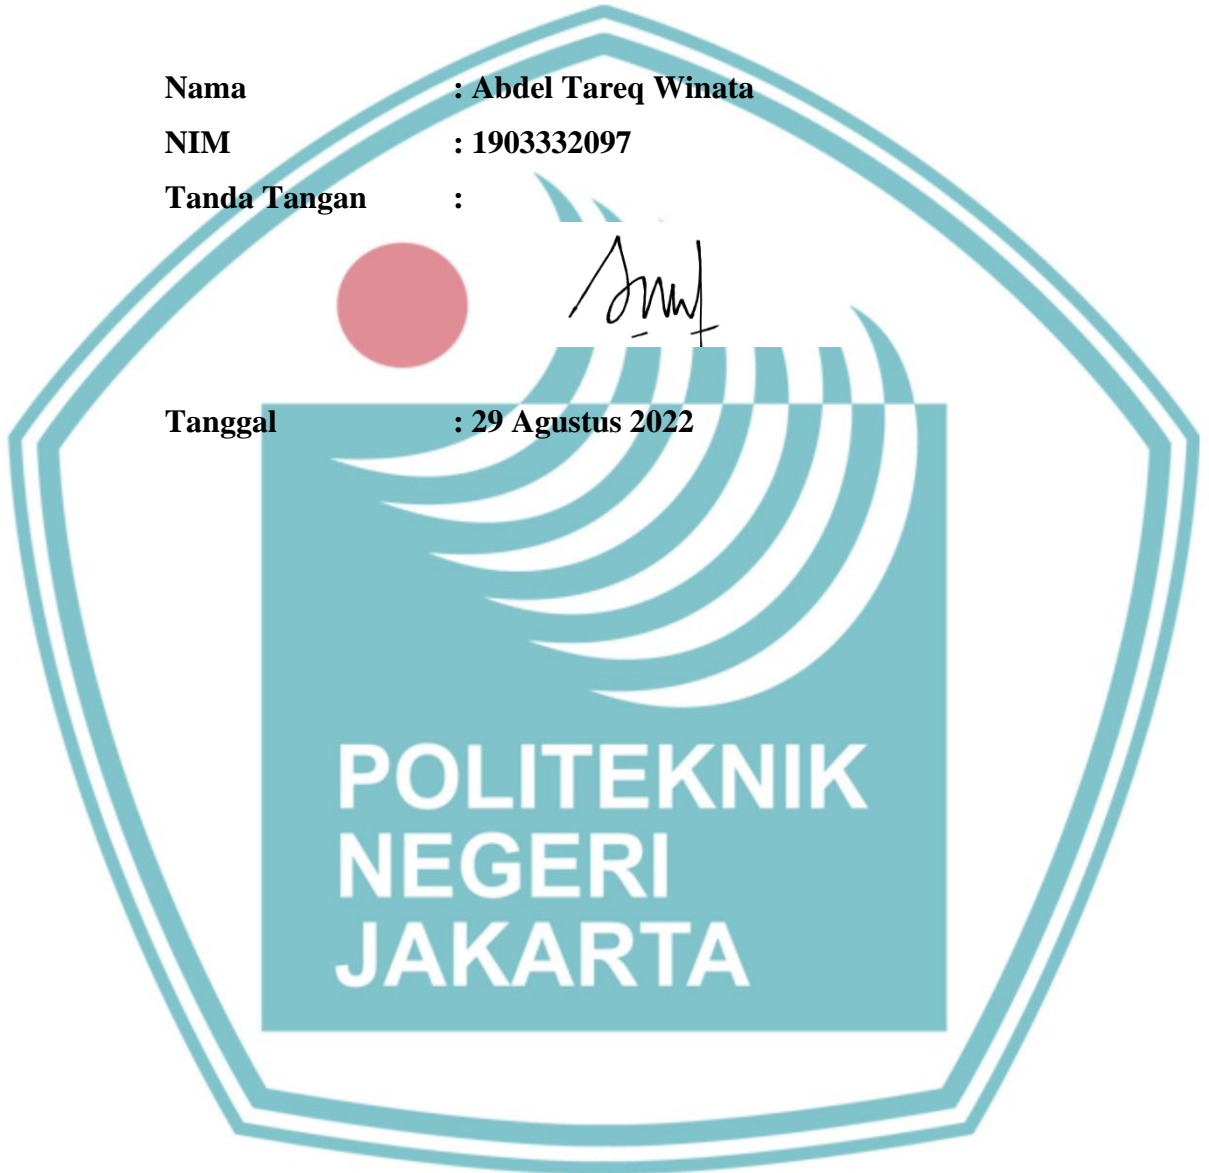 Nama : Abdel Tareq Winata
NIM : 1903332097
Tanda Tangan :
Tanggal : 29 Agustus 2022
POLITEKNIK
NEGERI
JAKARTA